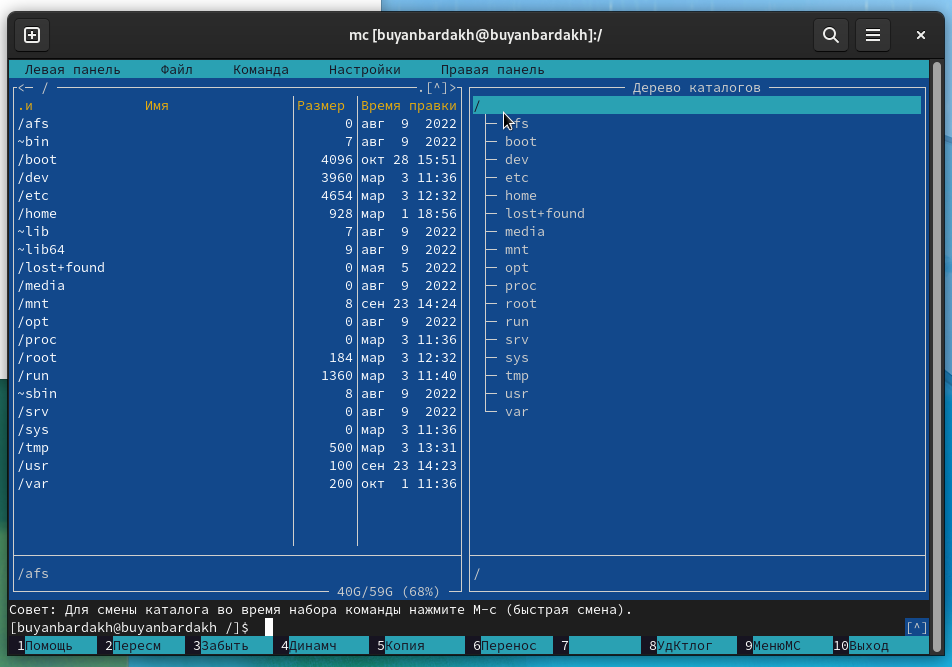 mc [buyanbardakh@buyanbardakh]:/
Левая панель Файл Команда Настройки Правая панель
<─ / .[^]> Дерево каталогов
.и Имя Размер Время правки /
/afs 0 авг 9 2022
~bin 7 авг 9 2022 boot
/boot 4096 окт 28 15:51 dev
/dev 3960 мар 3 11:36 etc
/etc 4654 мар 3 12:32 home
/home 928 мар 1 18:56 lost+found
~lib 7 авг 9 2022 media
~lib64 9 авг 9 2022 mnt
/lost+found 0 мая 5 2022 opt
/media 0 авг 9 2022 proc
/mnt 8 сен 23 14:24 root
/opt 0 авг 9 2022 run
/proc 0 мар 3 11:36 srv
/root 184 мар 3 12:32 sys
/run 1360 мар 3 11:40 tmp
~sbin 8 авг 9 2022 usr
/srv 0 авг 9 2022 var
/sys 0 мар 3 11:36
/tmp 500 мар 3 13:31
/usr 100 сен 23 14:23
/var 200 окт 1 11:36
/afs /
40G/59G (68%)
Совет: Для смены каталога во время набора команды нажмите M-c (быстрая смена).
[buyanbardakh@buyanbardakh /]$ [^]
1Помощь 2Пересм 3Забыть 4Динамч 5Копия 6Перенос 7 8УдКтлог 9МенюMC 10Выход